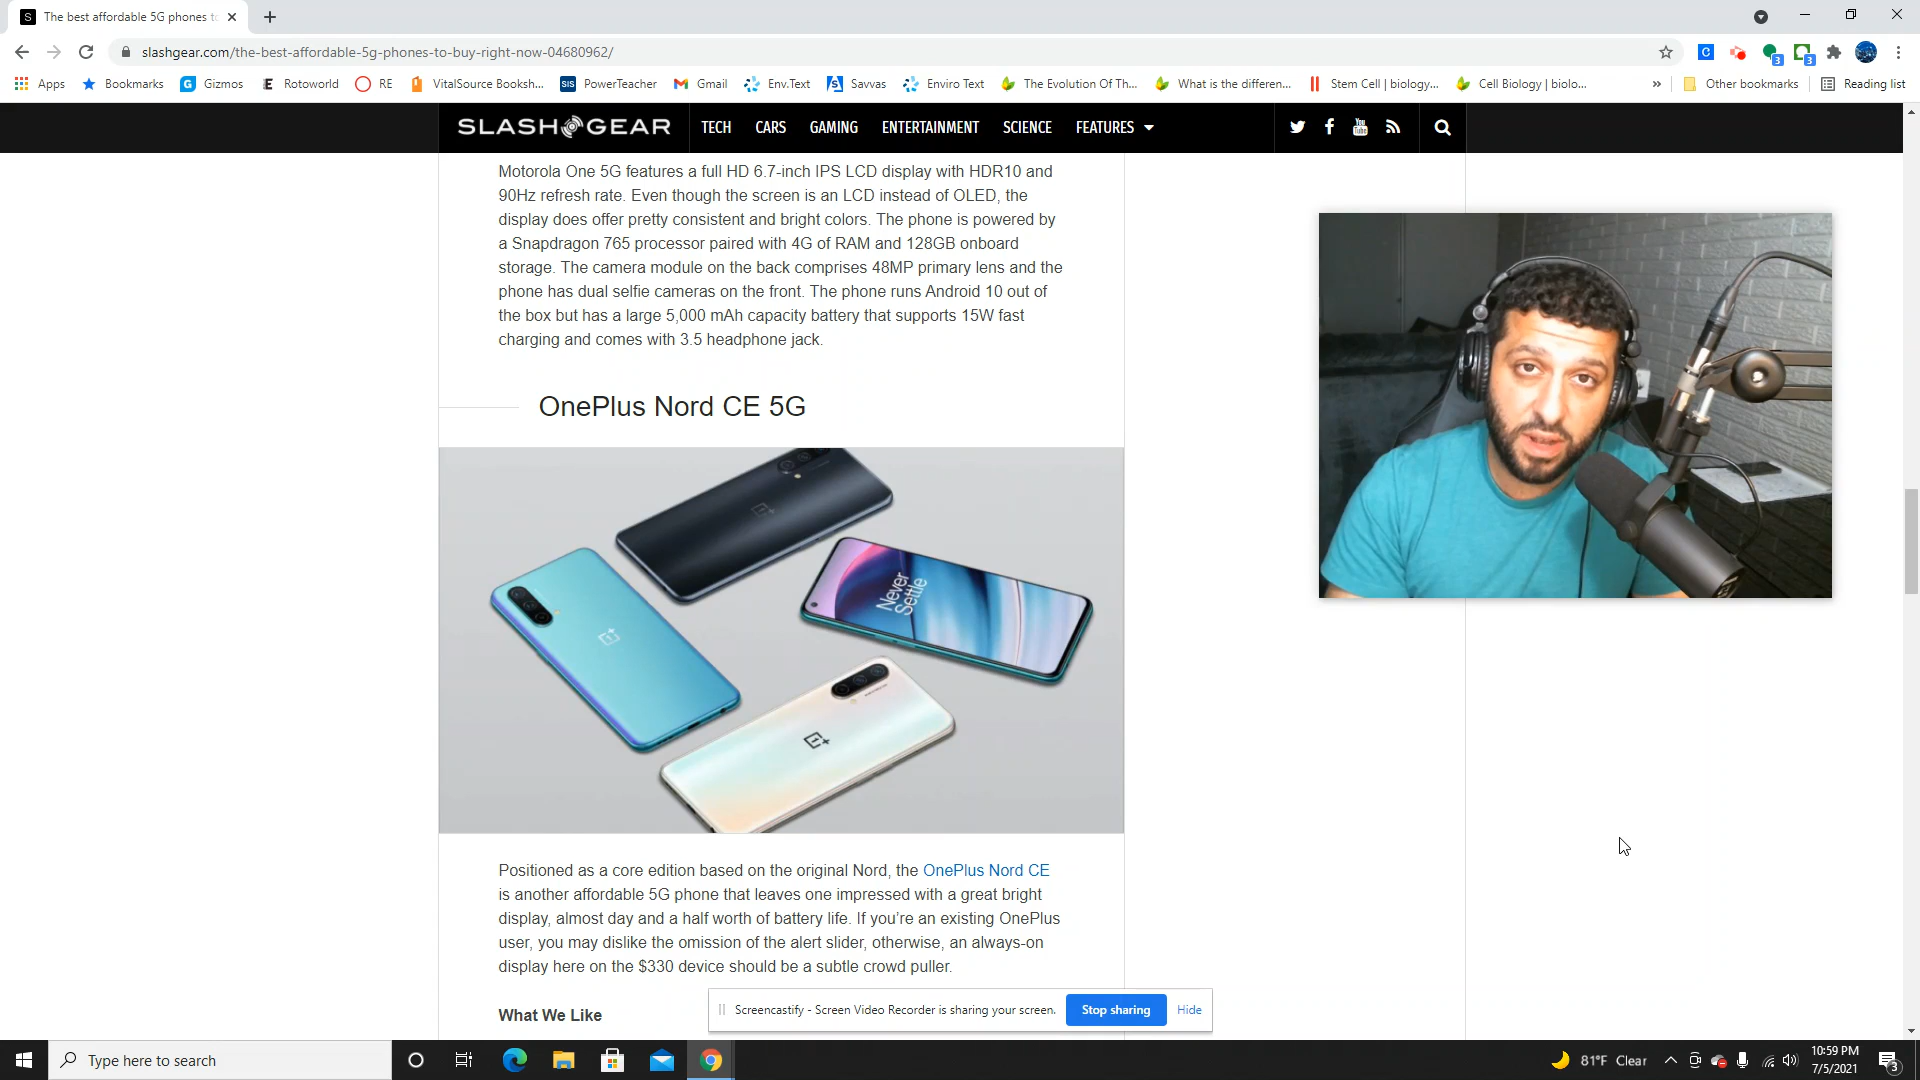 The best affordable 5G phones to
slashgear.com/the-best-affordable-5g-phones-to-buy-right-now-04680962/
Apps
Bookmarks
Gizmos
Rotoworld
RE
VitalSource Booksh...
PowerTeacher
Gmail
Env.Text
Savvas
Enviro Text
The Evolution Of Th...
What is the differen...
Stem Cell | biology...
Cell Biology | biolo...
»
Other bookmarks
Reading list
SLASHGEAR
TECH
CARS
GAMING
ENTERTAINMENT
SCIENCE
FEATURES
Motorola One 5G features a full HD 6.7-inch IPS LCD display with HDR10 and
90Hz refresh rate. Even though the screen is an LCD instead of OLED, the
display does offer pretty consistent and bright colors. The phone is powered by
a Snapdragon 765 processor paired with 4G of RAM and 128GB onboard
storage. The camera module on the back comprises 48MP primary lens and the
phone has dual selfie cameras on the front. The phone runs Android 10 out of
the box but has a large 5,000 mAh capacity battery that supports 15W fast
charging and comes with 3.5 headphone jack.
OnePlus Nord CE 5G
Never
Settle
Positioned as a core edition based on the original Nord, the OnePlus Nord CE
is another affordable 5G phone that leaves one impressed with a great bright
display, almost day and a half worth of battery life. If you're an existing OnePlus
user, you may dislike the omission of the alert slider, otherwise, an always-on
display here on the $330 device should be a subtle crowd puller.
What We Like
Screencastify - Screen Video Recorder is sharing your screen.
Stop sharing
Hide
Type here to search
81°F Clear
10:59 PM
7/5/2021
3